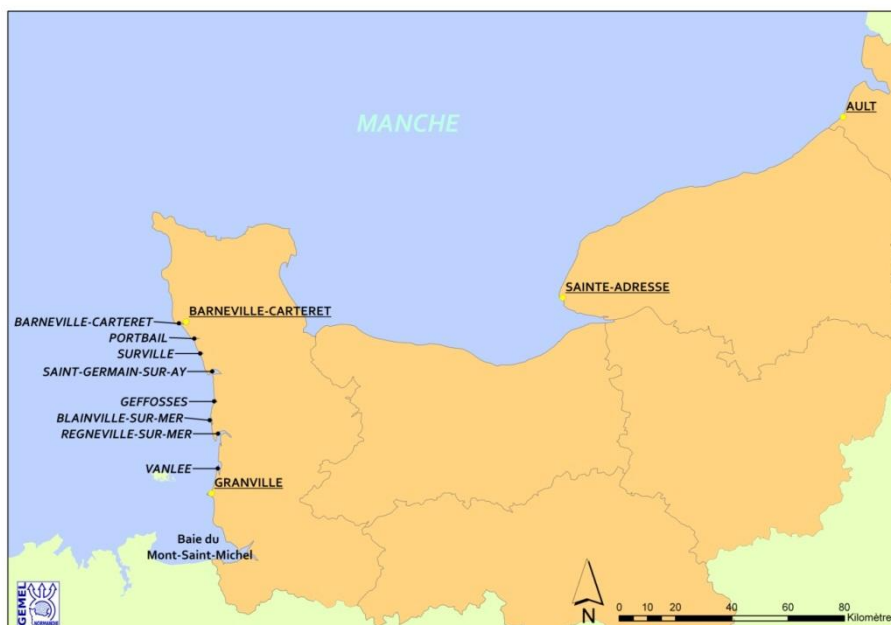 MANCHE
AULT
SAINTE-ADRESSE
BARNEVILLE-CARTERET
BARNEVILLE-CARTERET
PORTBAIL
SURVILLE
SAINT-GERMAIN-SUR-AY
GEFFOSSES
BLAINVILLE-SUR-MER
REGNEVILLE-SUR-MER
VANLEE
GRANVILLE
Baie du
Mont-Saint-Michel
GEMEL
NORMANDIE
N
0 10 20 40 60 80
Kilomètre